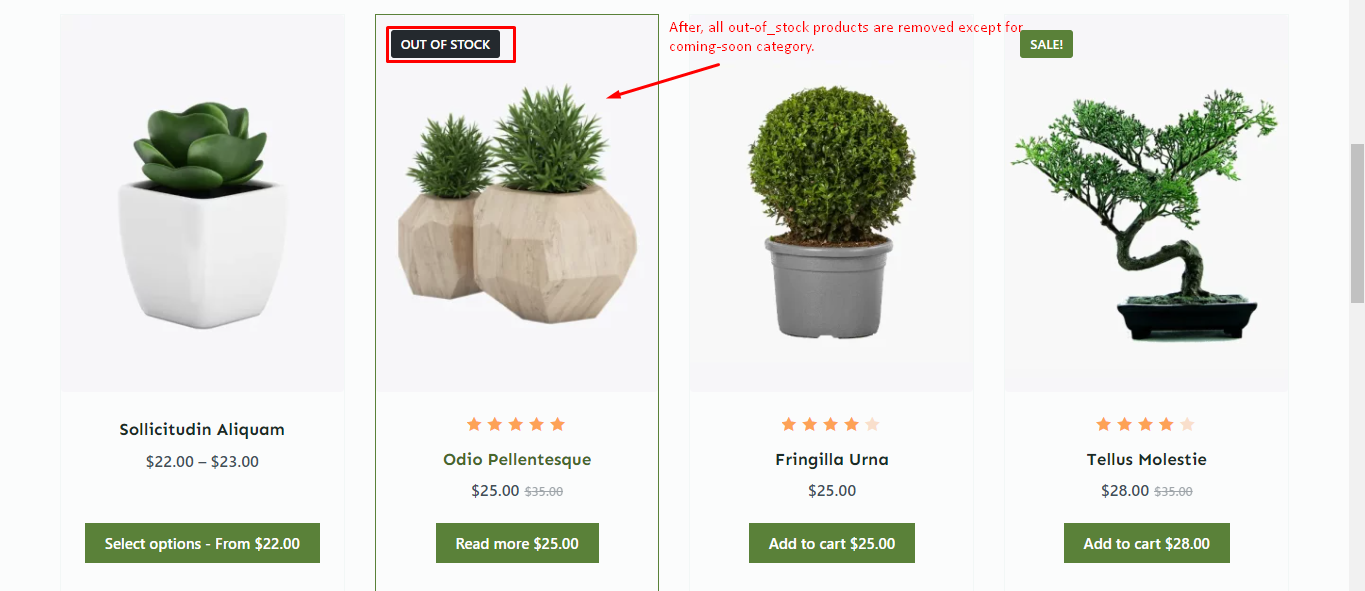 OUT OF STOCK
After, all out-of_stock products are removed except for
coming-soon category.
SALE!
Sollicitudin Aliquam
$22.00 – $23.00
Select options - From $22.00
Odio Pellentesque
$25.00 $35.00
Read more $25.00
Fringilla Urna
$25.00
Add to cart $25.00
Tellus Molestie
$28.00 $35.00
Add to cart $28.00